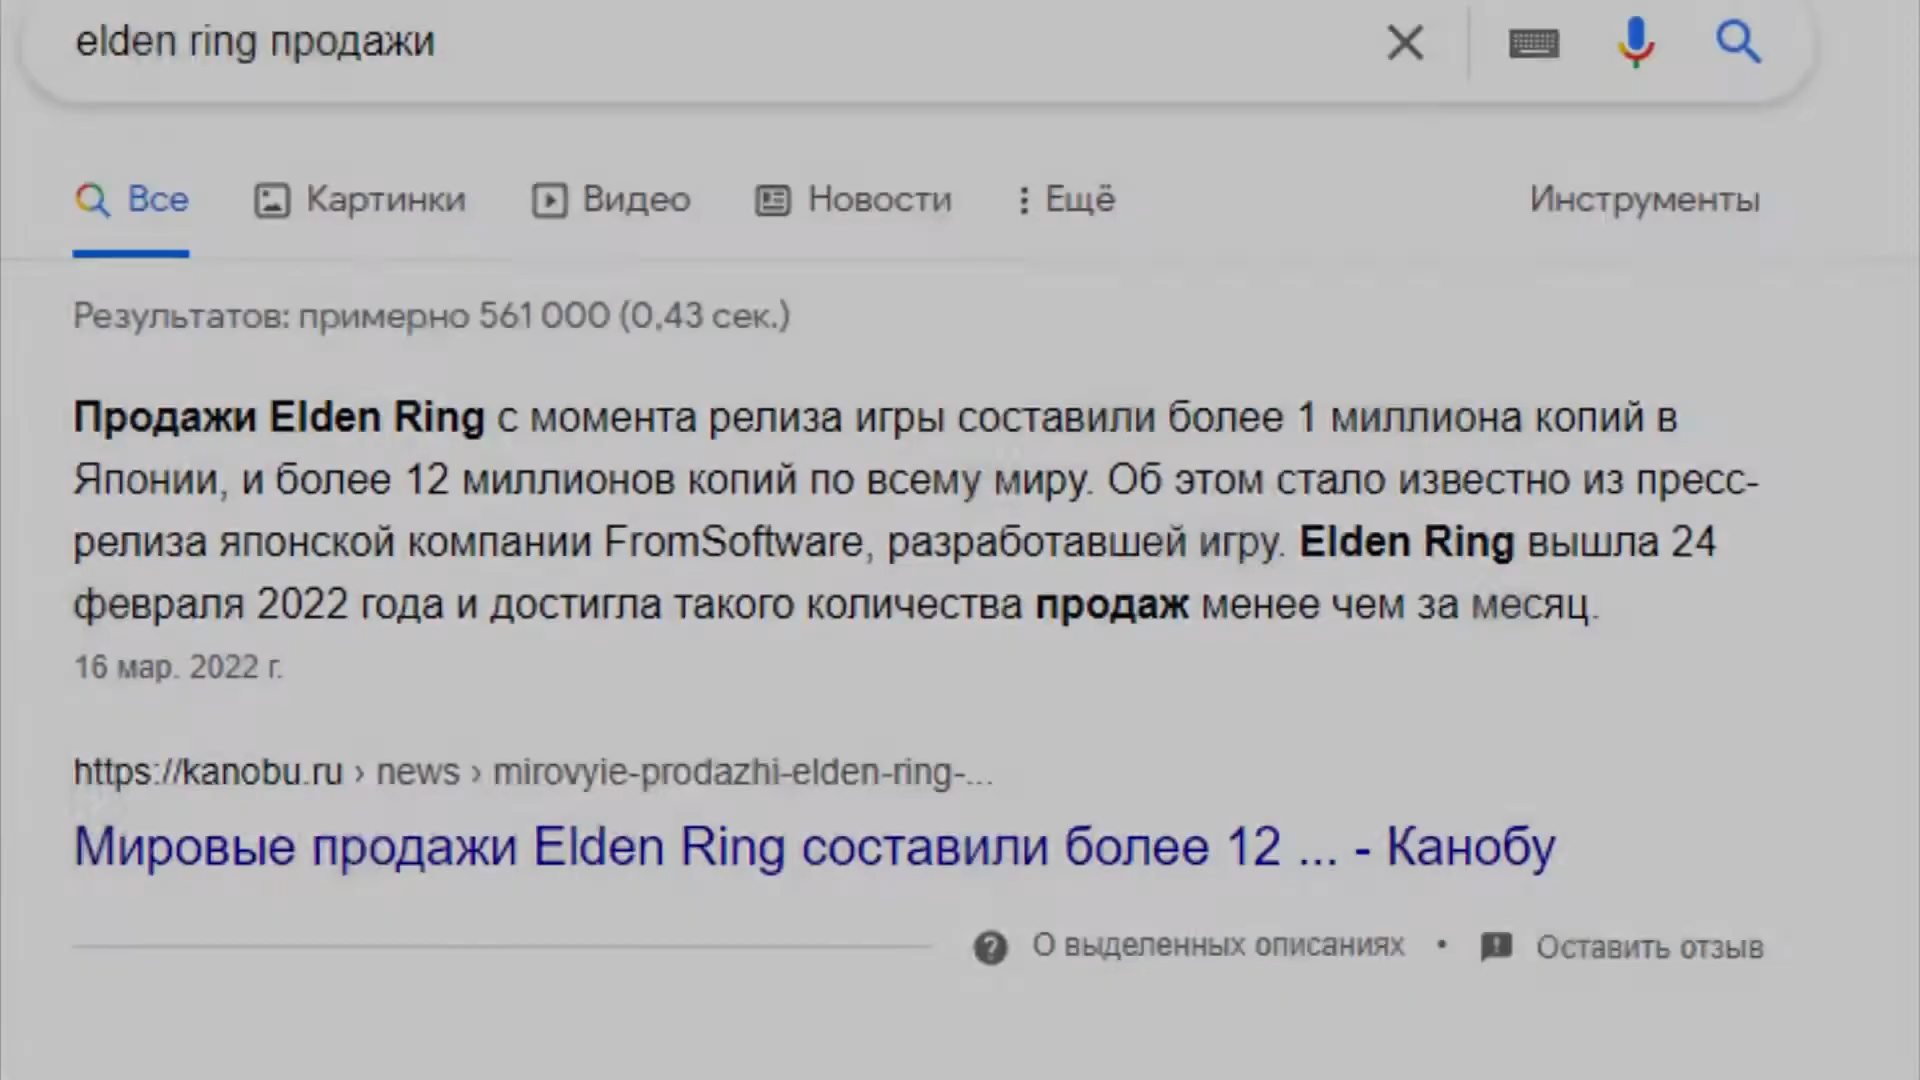 elden ring продажи
Все Картинки Видео Новости Ещё Инструменты
Результатов: примерно 561 000 (0,43 сек.)
Продажи Elden Ring с момента релиза игры составили более 1 миллиона копий в
Японии, и более 12 миллионов копий по всему миру. Об этом стало известно из пресс-
релиза японской компании FromSoftware, разработавшей игру. Elden Ring вышла 24
февраля 2022 года и достигла такого количества продаж менее чем за месяц.
16 мар. 2022 г.
https://kanobu.ru › news › mirovyie-prodazhi-elden-ring-...
Мировые продажи Elden Ring составили более 12 ... - Канобу
О выделенных описаниях • Оставить отзыв